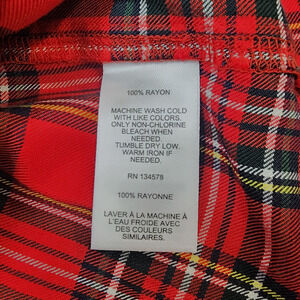 100% RAYON
MACHINE WASH COLD
WITH LIKE COLORS.
ONLY NON-CHLORINE
BLEACH WHEN
NEEDED.
TUMBLE DRY LOW.
WARM IRON IF
NEEDED.
RN 134578
100% RAYONNE
LAVER À LA MACHINE À
L'EAU FROIDE AVEC
DES COULEURS
SIMILAIRES.